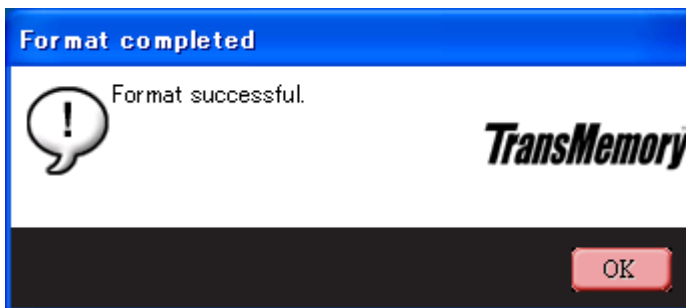 Format completed
Format successful.
!
TransMemory
OK